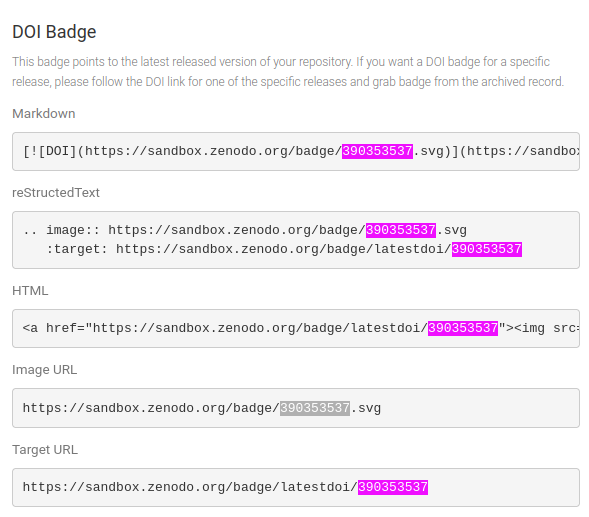 DOI Badge
This badge points to the latest released version of your repository. If you want a DOI badge for a specific
release, please follow the DOI link for one of the specific releases and grab badge from the archived record.
Markdown
[![DOI](https://sandbox.zenodo.org/badge/390353537.svg)](https://sandbox
reStructedText
.. image:: https://sandbox.zenodo.org/badge/390353537.svg
   :target: https://sandbox.zenodo.org/badge/latestdoi/390353537
HTML
<a href="https://sandbox.zenodo.org/badge/latestdoi/390353537"><img src=
Image URL
https://sandbox.zenodo.org/badge/390353537.svg
Target URL
https://sandbox.zenodo.org/badge/latestdoi/390353537